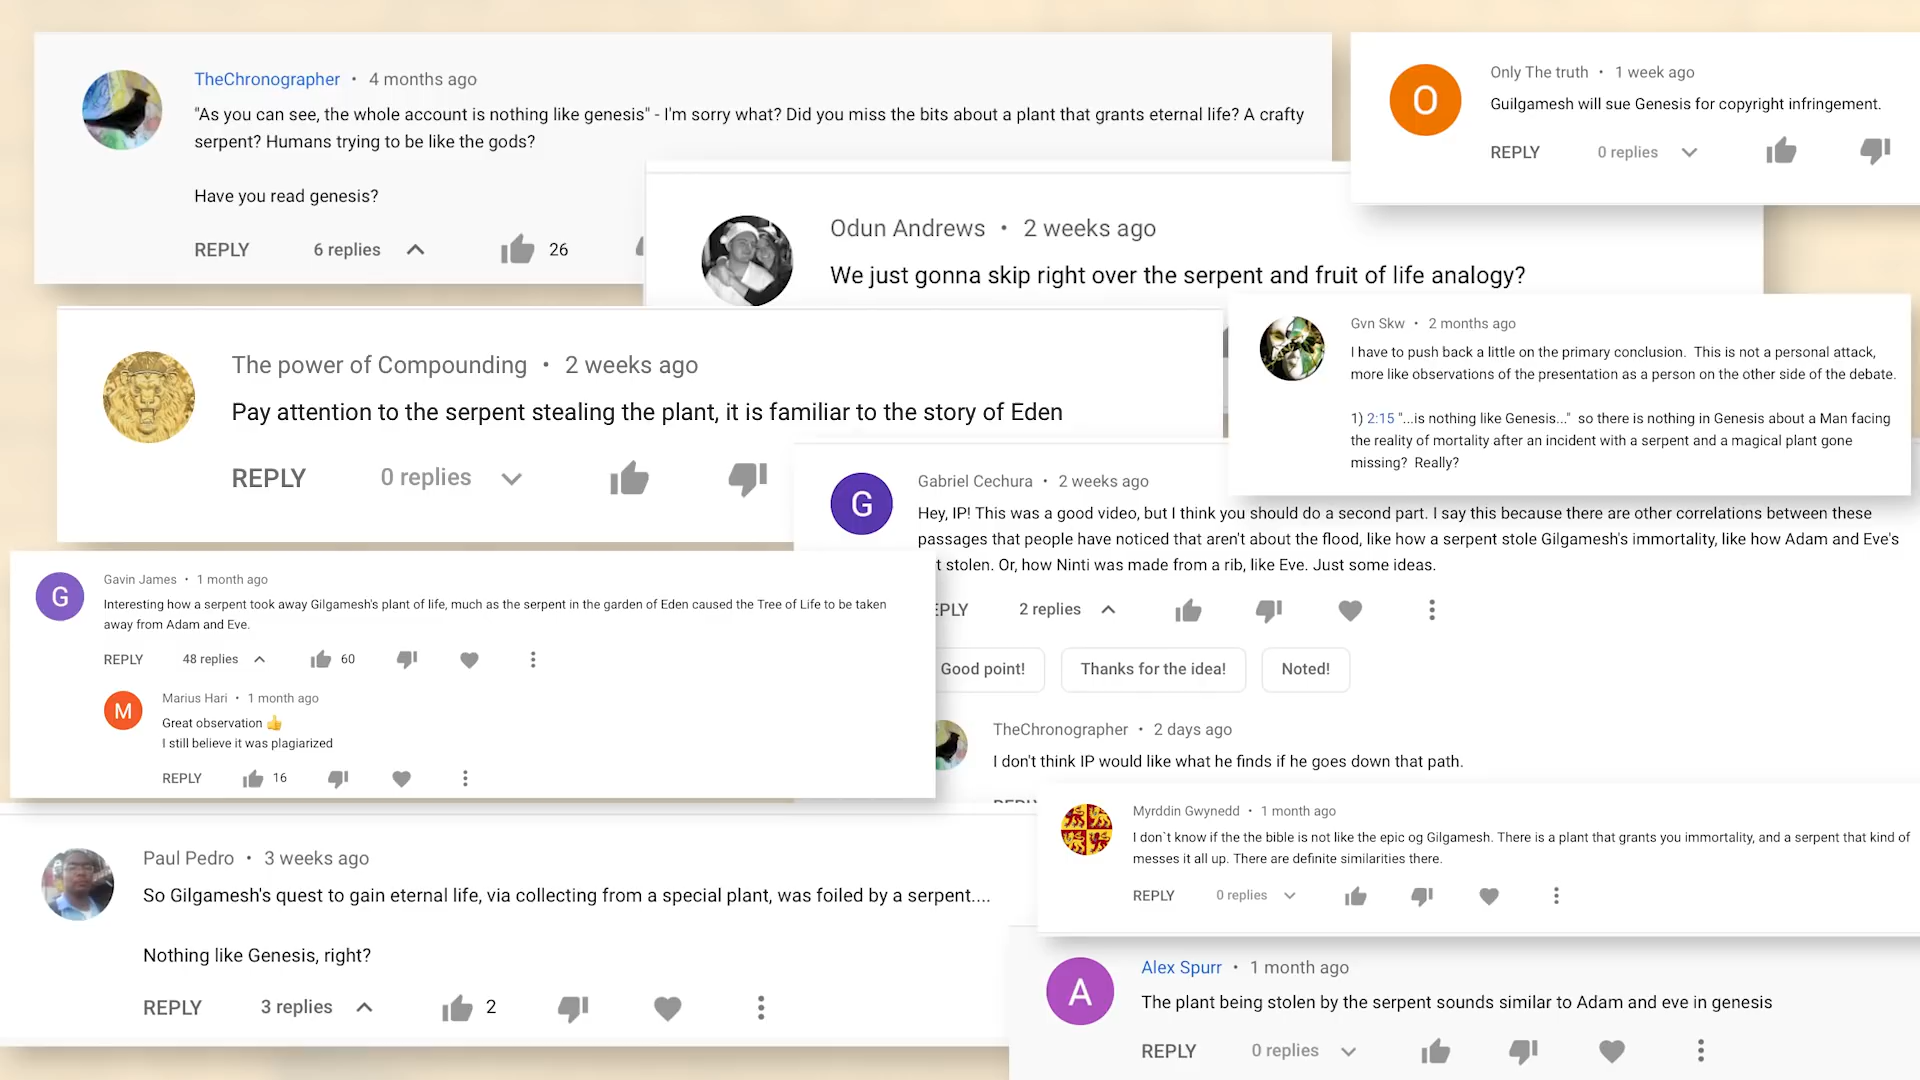 TheChronographer • 4 months ago
"As you can see, the whole account is nothing like genesis" - I'm sorry what? Did you miss the bits about a plant that grants eternal life? A crafty
serpent? Humans trying to be like the gods?
Have you read genesis?
REPLY 6 replies 26
O
Only The truth • 1 week ago
Guilgamesh will sue Genesis for copyright infringement.
REPLY 0 replies
Odun Andrews • 2 weeks ago
We just gonna skip right over the serpent and fruit of life analogy?
The power of Compounding • 2 weeks ago
Pay attention to the serpent stealing the plant, it is familiar to the story of Eden
REPLY 0 replies
Gvn Skw • 2 months ago
I have to push back a little on the primary conclusion. This is not a personal attack,
more like observations of the presentation as a person on the other side of the debate.
1) 2:15 "...is nothing like Genesis..." so there is nothing in Genesis about a Man facing
the reality of mortality after an incident with a serpent and a magical plant gone
missing? Really?
G
Gabriel Cechura • 2 weeks ago
Hey, IP! This was a good video, but I think you should do a second part. I say this because there are other correlations between these
passages that people have noticed that aren't about the flood, like how a serpent stole Gilgamesh's immortality, like how Adam and Eve's
t stolen. Or, how Ninti was made from a rib, like Eve. Just some ideas.
EPLY 2 replies
Good point! Thanks for the idea! Noted!
TheChronographer • 2 days ago
I don't think IP would like what he finds if he goes down that path.
REPLY
G
Gavin James • 1 month ago
Interesting how a serpent took away Gilgamesh's plant of life, much as the serpent in the garden of Eden caused the Tree of Life to be taken
away from Adam and Eve.
REPLY 48 replies 60
M
Marius Hari • 1 month ago
Great observation 👍
I still believe it was plagiarized
REPLY 16
Myrddin Gwynedd • 1 month ago
I don`t know if the the bible is not like the epic og Gilgamesh. There is a plant that grants you immortality, and a serpent that kind of
messes it all up. There are definite similarities there.
REPLY 0 replies
Paul Pedro • 3 weeks ago
So Gilgamesh's quest to gain eternal life, via collecting from a special plant, was foiled by a serpent....
Nothing like Genesis, right?
REPLY 3 replies 2
A
Alex Spurr • 1 month ago
The plant being stolen by the serpent sounds similar to Adam and eve in genesis
REPLY 0 replies